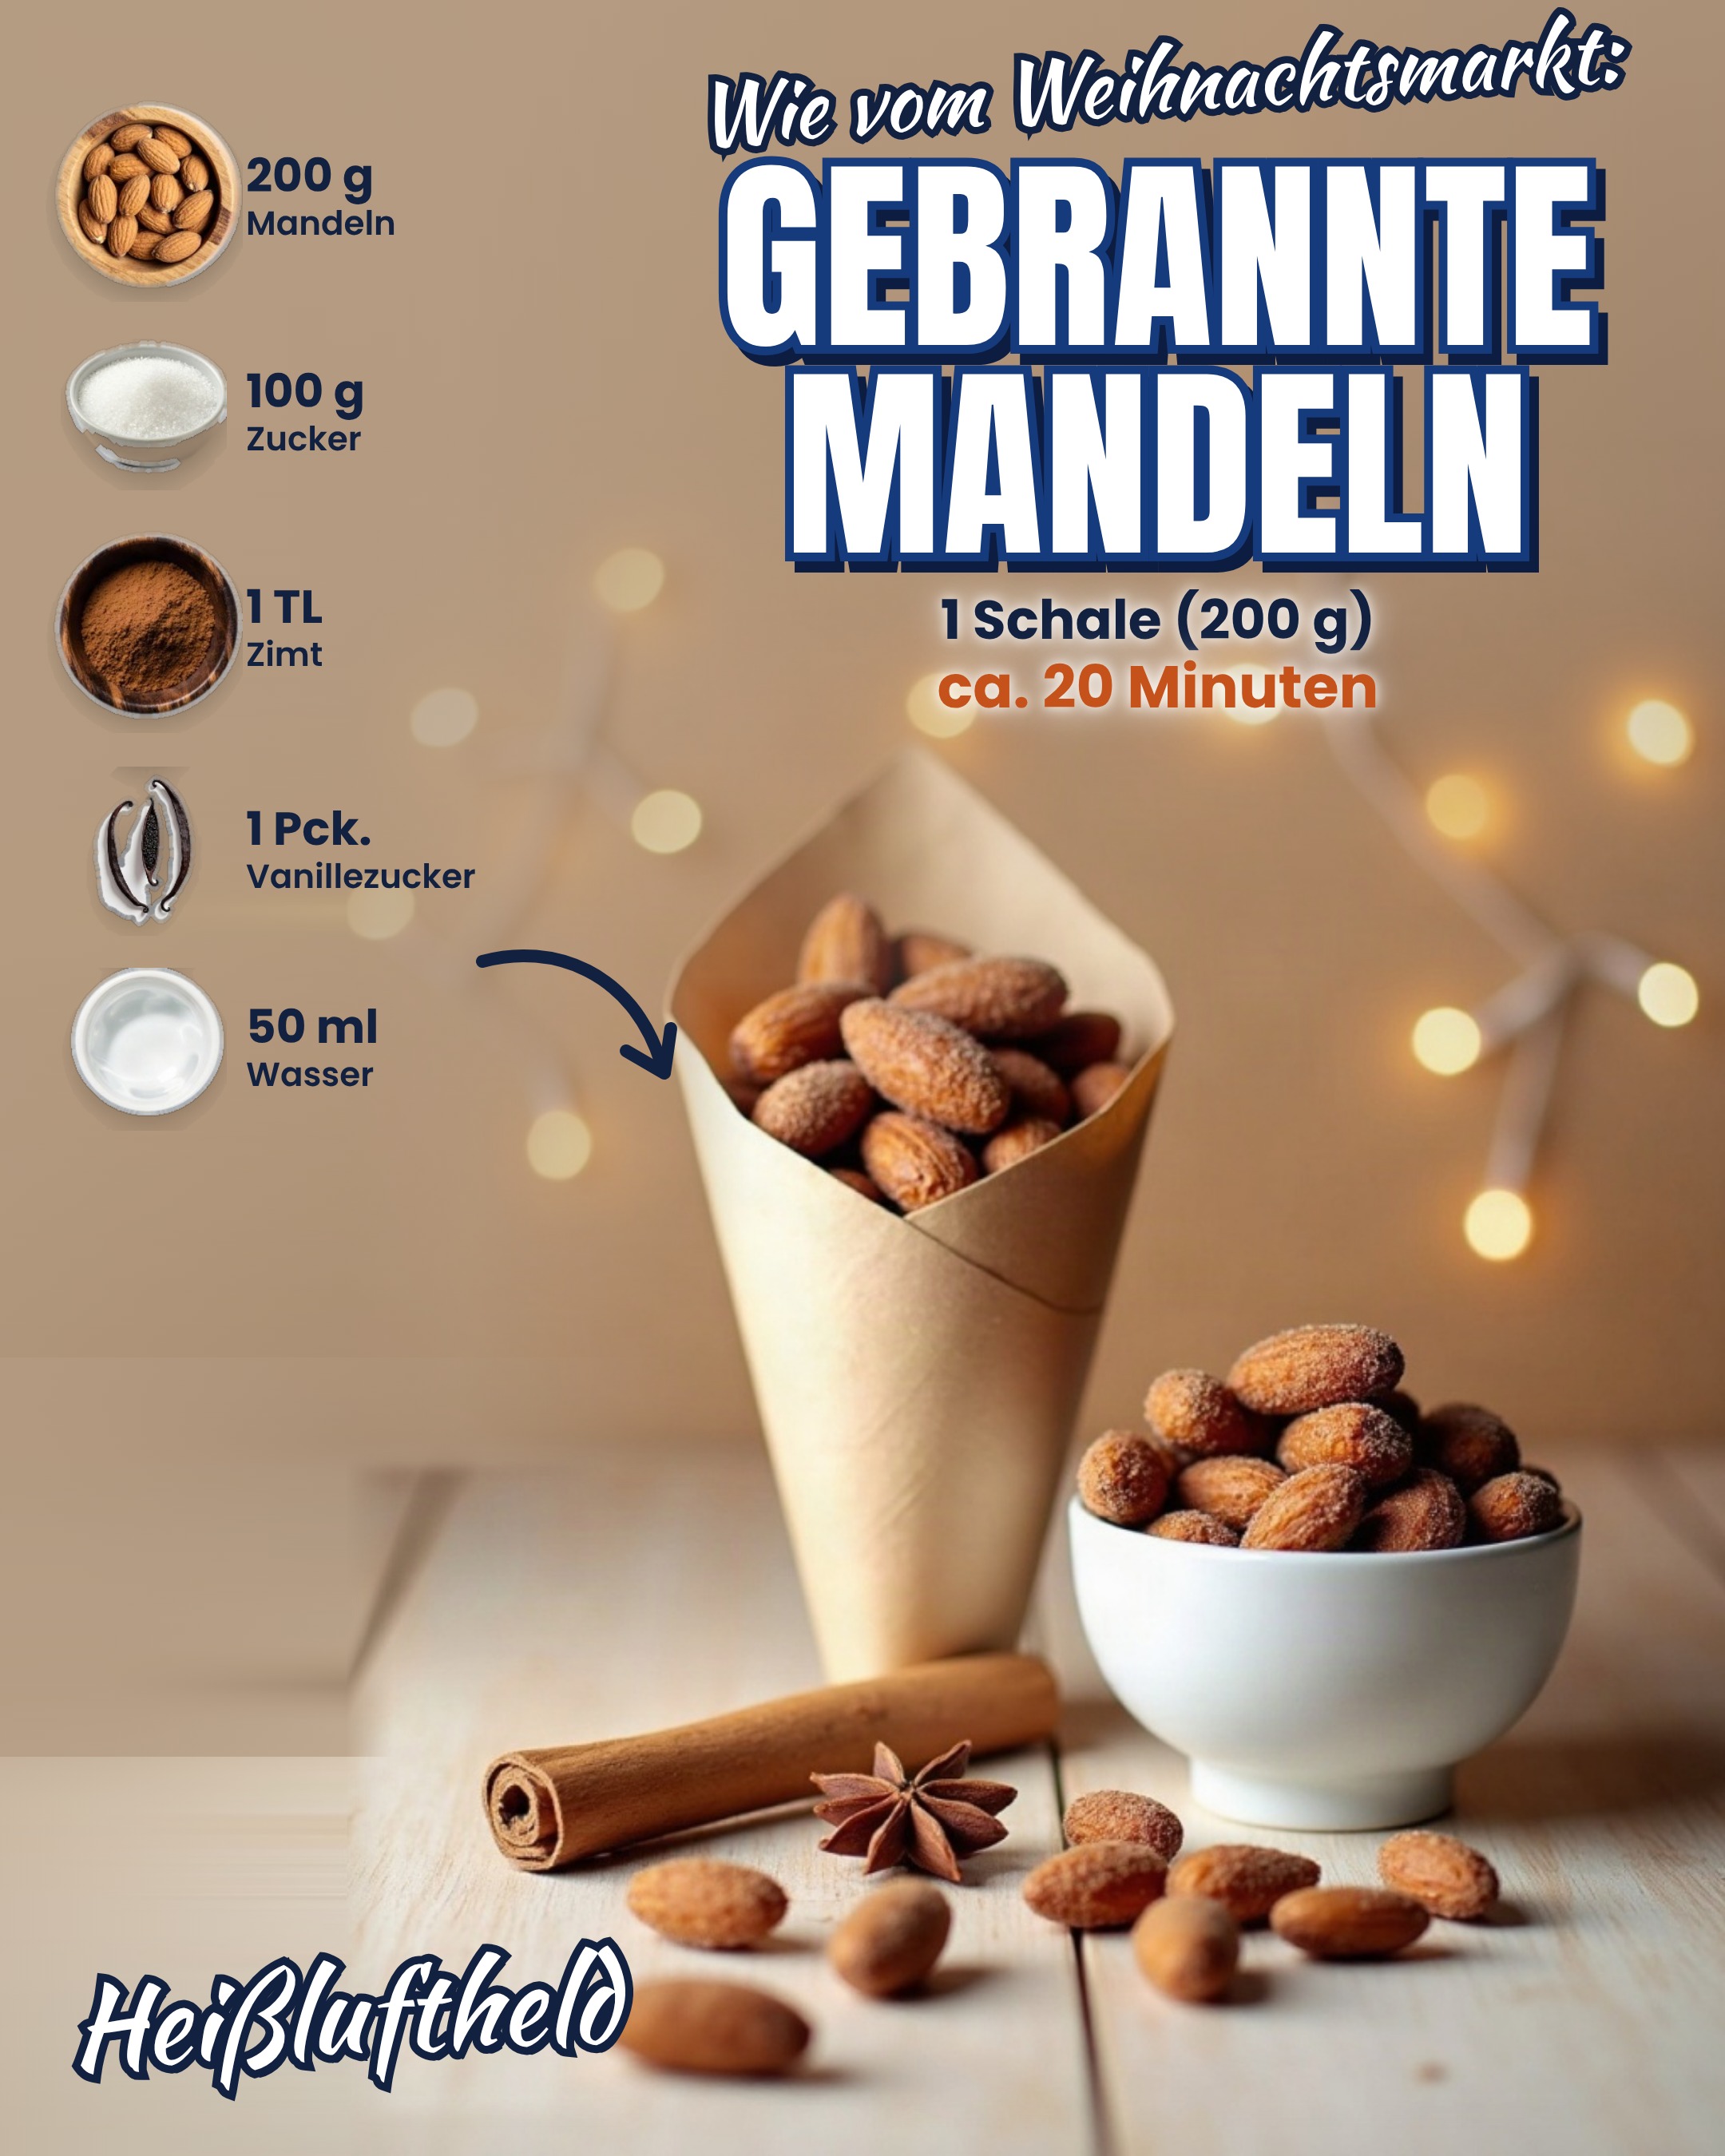 Wie vom Weihnachtsmarkt:
GEBRANNTE
MANDELN
1 Schale (200 g)
ca. 20 Minuten
200 g
Mandeln
100 g
Zucker
1 TL
Zimt
1 Pck.
Vanillezucker
50 ml
Wasser
Heißluftheld